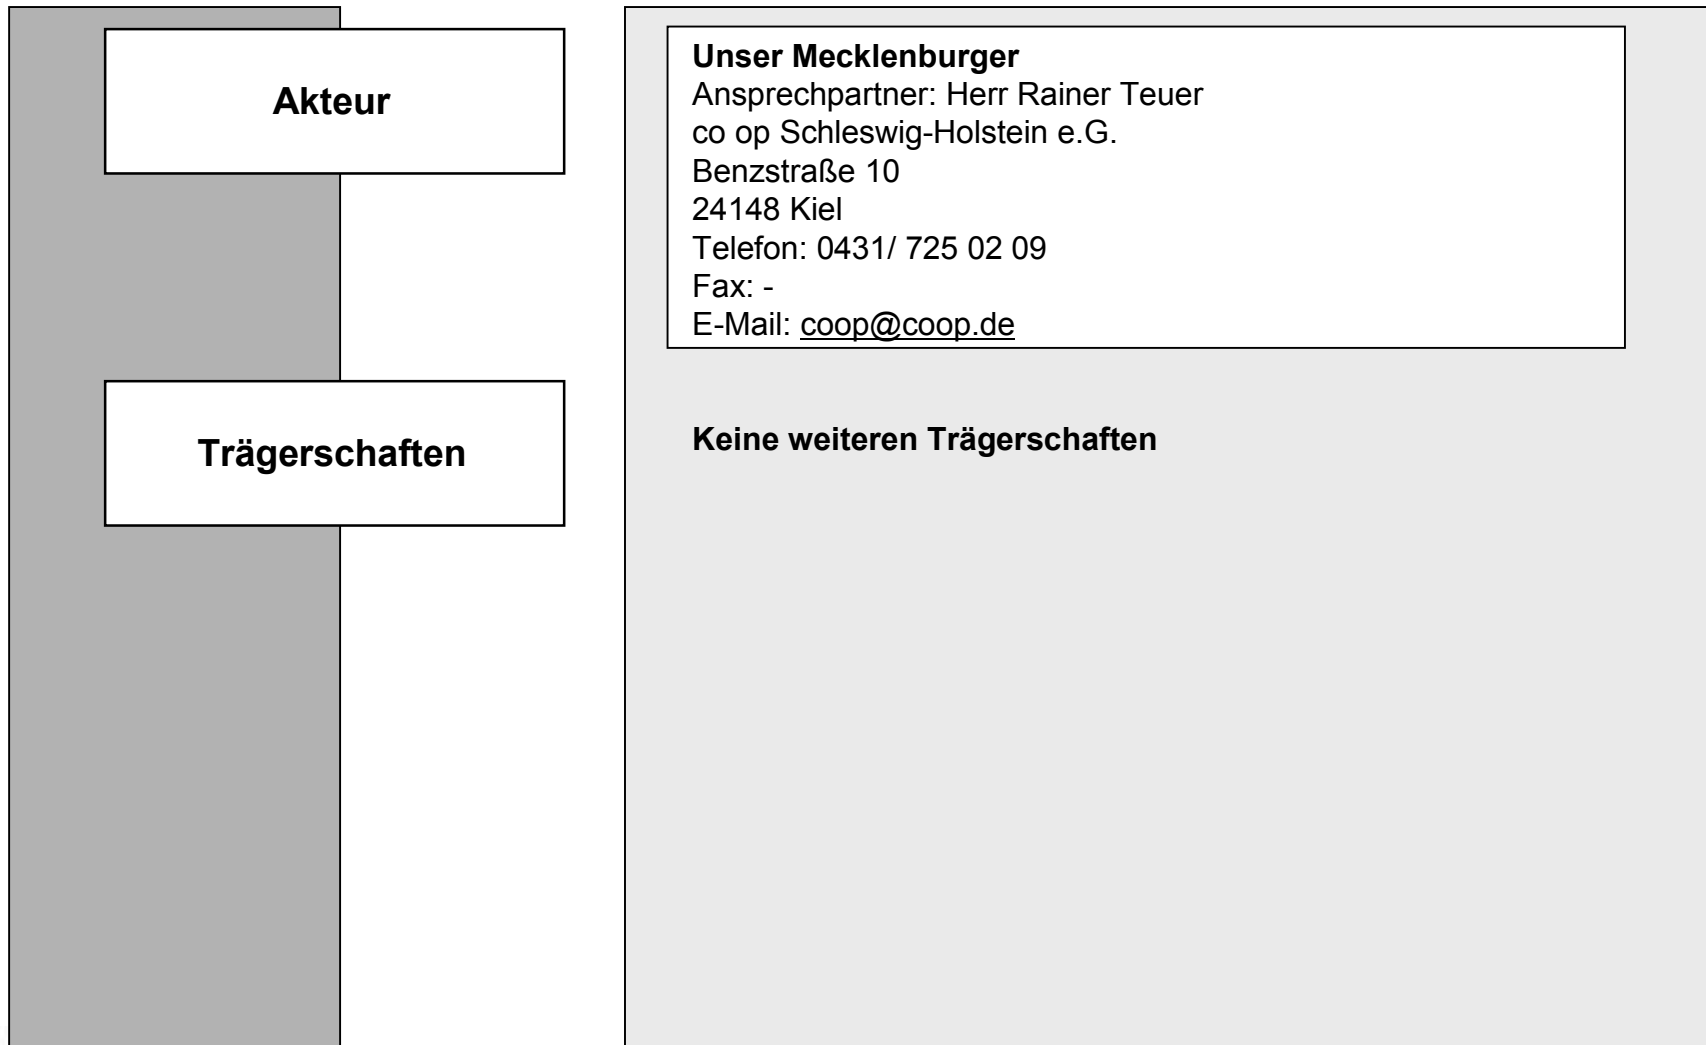 Akteur
Unser Mecklenburger
Ansprechpartner: Herr Rainer Teuer
co op Schleswig-Holstein e.G.
Benzstraße 10
24148 Kiel
Telefon: 0431/ 725 02 09
Fax: -
E-Mail: coop@coop.de
Trägerschaften
Keine weiteren Trägerschaften